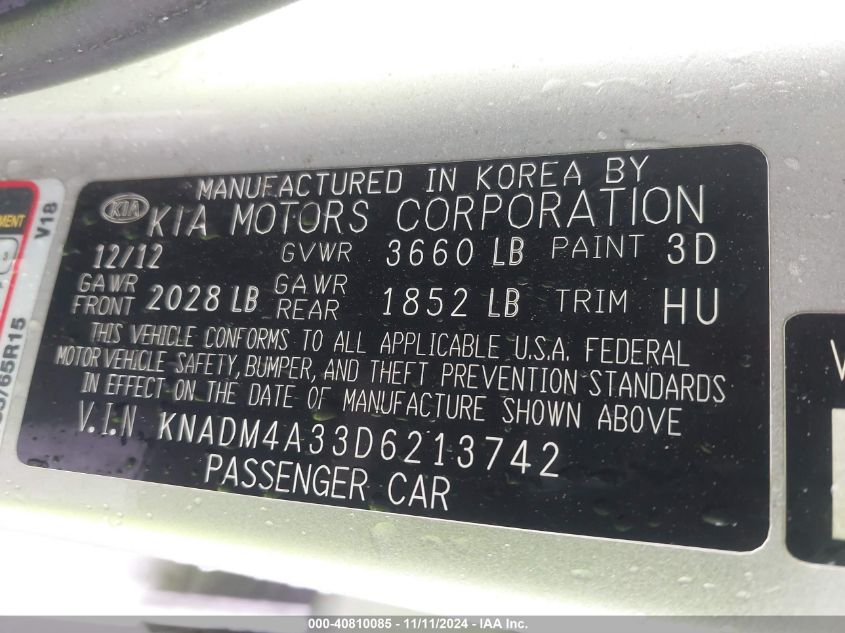 MANUFACTURED IN KOREA BY
KIA KIA MOTORS CORPORATION
12/12 GVWR 3660 LB PAINT 3D
GAWR FRONT 2028 LB GAWR REAR 1852 LB TRIM HU
THIS VEHICLE CONFORMS TO ALL APPLICABLE U.S.A. FEDERAL
MOTOR VEHICLE SAFETY, BUMPER, AND THEFT PREVENTION STANDARDS
IN EFFECT ON THE DATE OF MANUFACTURE SHOWN ABOVE
V.I.N KNADM4A33D6213742
PASSENGER CAR
V18
/65R15
000-40810085 - 11/11/2024 - IAA Inc.